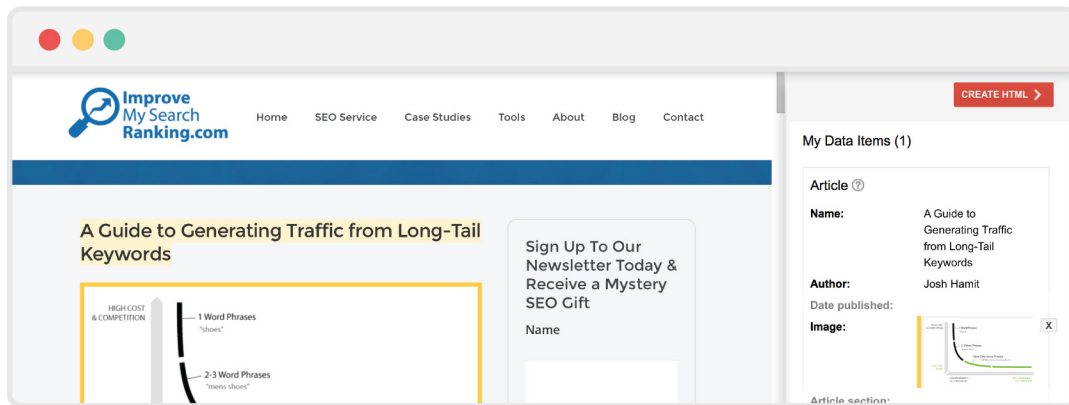 Improve
My Search
Ranking.com
Home SEO Service Case Studies Tools About Blog Contact
A Guide to Generating Traffic from Long-Tail
Keywords
HIGH COST
& COMPETITION
1 Word Phrases
"shoes"
2-3 Word Phrases
"mens shoes"
Sign Up To Our
Newsletter Today &
Receive a Mystery
SEO Gift
Name
CREATE HTML
My Data Items (1)
Article ?
Name: A Guide to
Generating Traffic
from Long-Tail
Keywords
Author: Josh Hamit
Date published:
Image:
X
Article section: